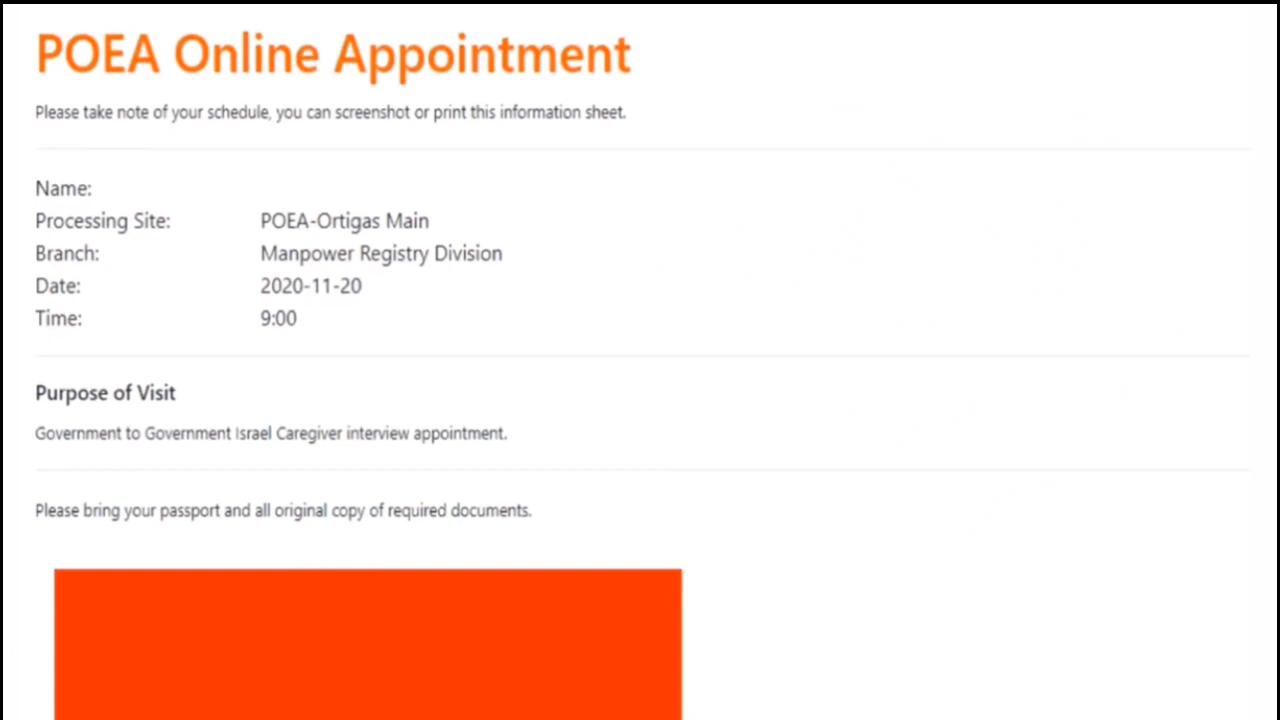 POEA Online Appointment
Please take note of your schedule, you can screenshot or print this information sheet.
Name:
Processing Site: POEA-Ortigas Main
Branch: Manpower Registry Division
Date: 2020-11-20
Time: 9:00
Purpose of Visit
Government to Government Israel Caregiver interview appointment.
Please bring your passport and all original copy of required documents.